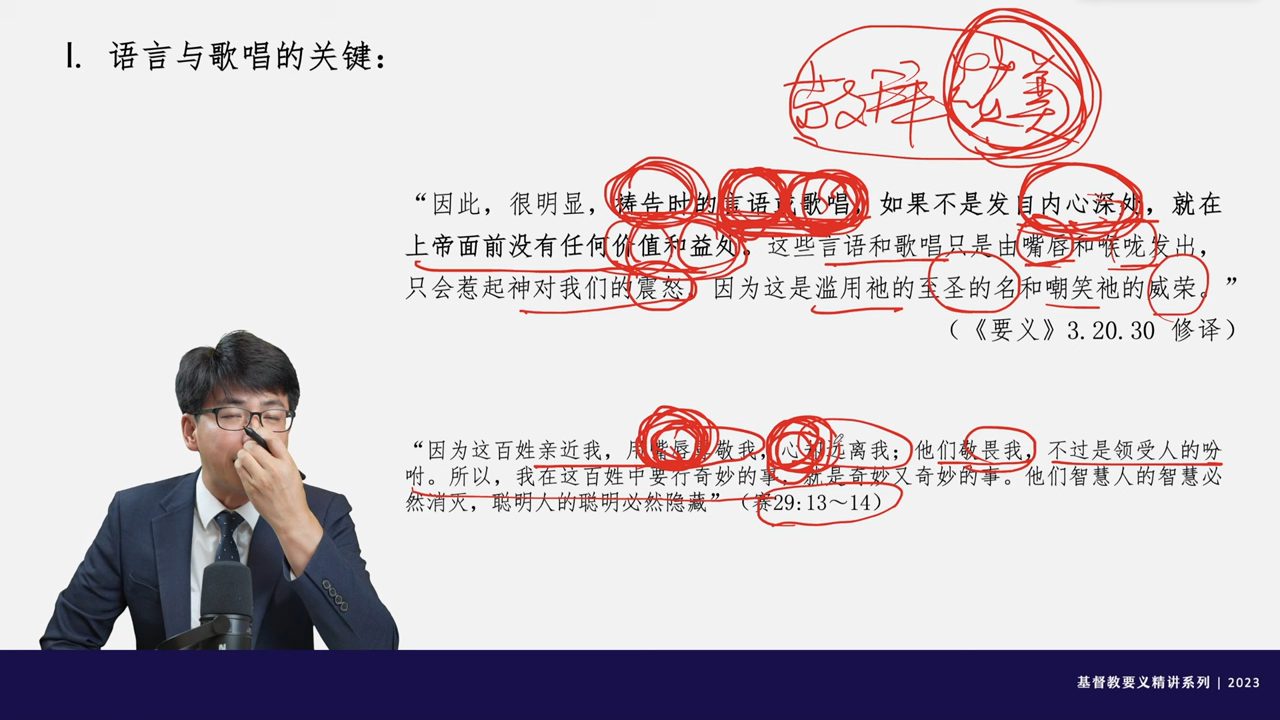 I. 语言与歌唱的关键：
敬拜赞美
“因此，很明显，祷告时的言语或歌唱，如果不是发自内心深处，就在
上帝面前没有任何价值和益处。这些言语和歌唱只是由嘴唇和喉咙发出，
只会惹起神对我们的震怒，因为这是滥用祂的至圣的名和嘲笑祂的威荣。”
（《要义》3.20.30 修译）
“因为这百姓亲近我，用嘴唇尊敬我，心却远离我；他们敬畏我，不过是领受人的吩
咐。所以，我在这百姓中要行奇妙的事，就是奇妙又奇妙的事。他们智慧人的智慧必
然消灭，聪明人的聪明必然隐藏”（赛29:13～14）
基督教要义精讲系列 | 2023